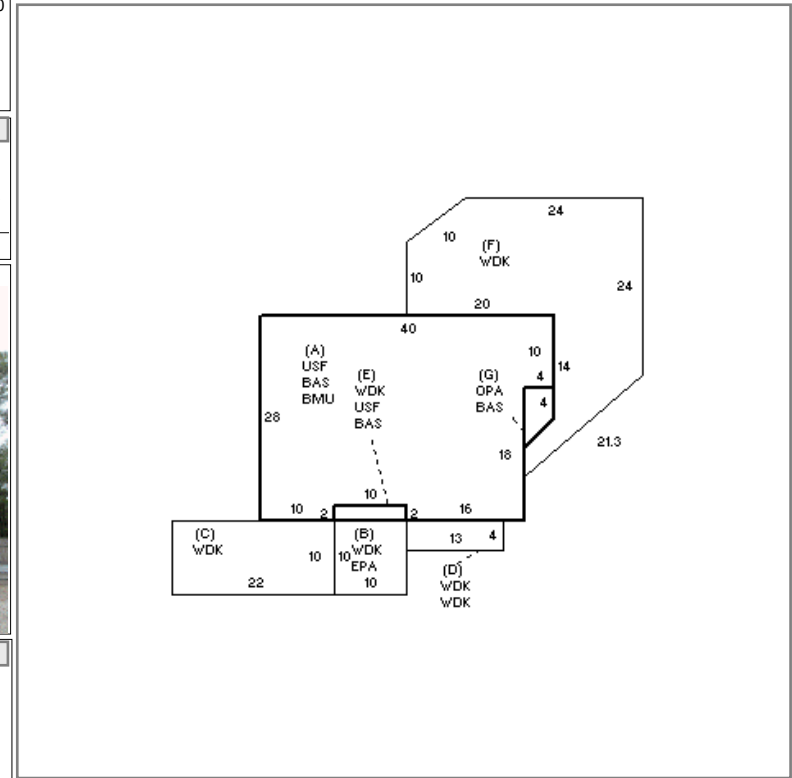 24
10
(F)
WDK
10
24
20
40
(A)
USF
BAS
BMU
(E)
WDK
USF
BAS
10
14
(G)
OPA
BAS
4
4
28
18
21.3
10
10
2
2
16
(C)
WDK
10
22
(B)
WDK
EPA
10
10
13
4
(D)
WDK
WDK